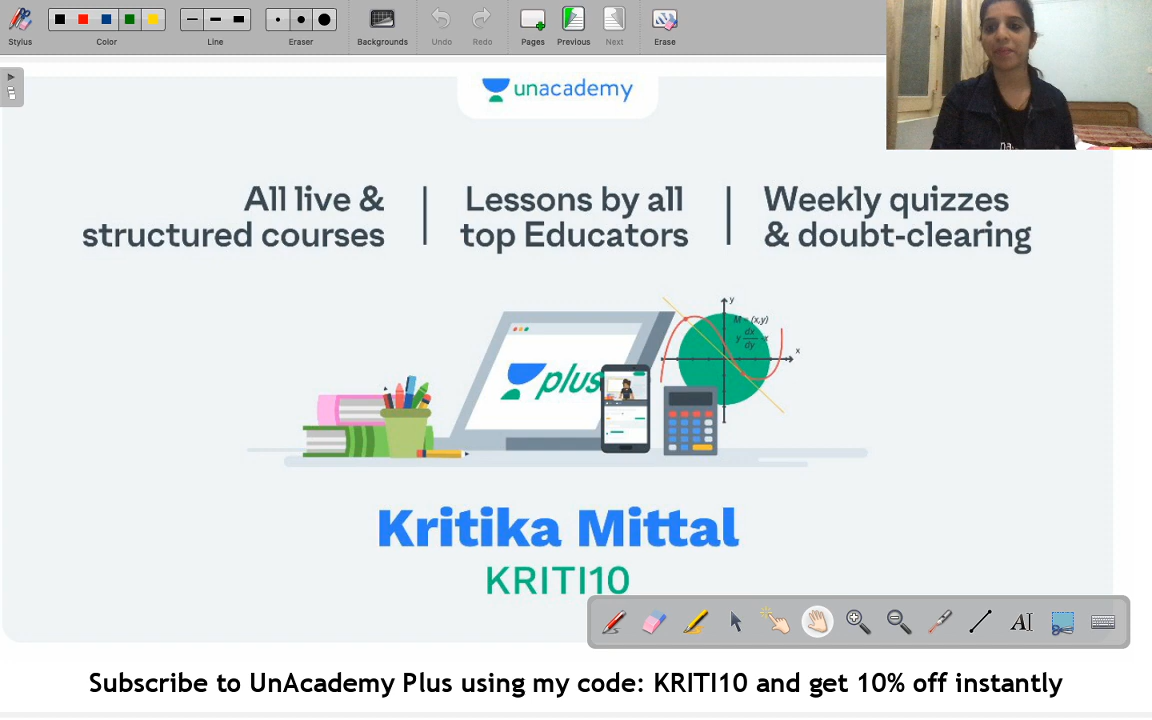 Stylus
Color
Line
Eraser
Backgrounds
Undo
Redo
Pages
Previous
Next
Erase
unacademy
All live &
structured courses
Lessons by all
top Educators
Weekly quizzes
& doubt-clearing
plus
y
M = (x,y)
x
Kritika Mittal
KRITI10
AI
Subscribe to UnAcademy Plus using my code: KRITI10 and get 10% off instantly